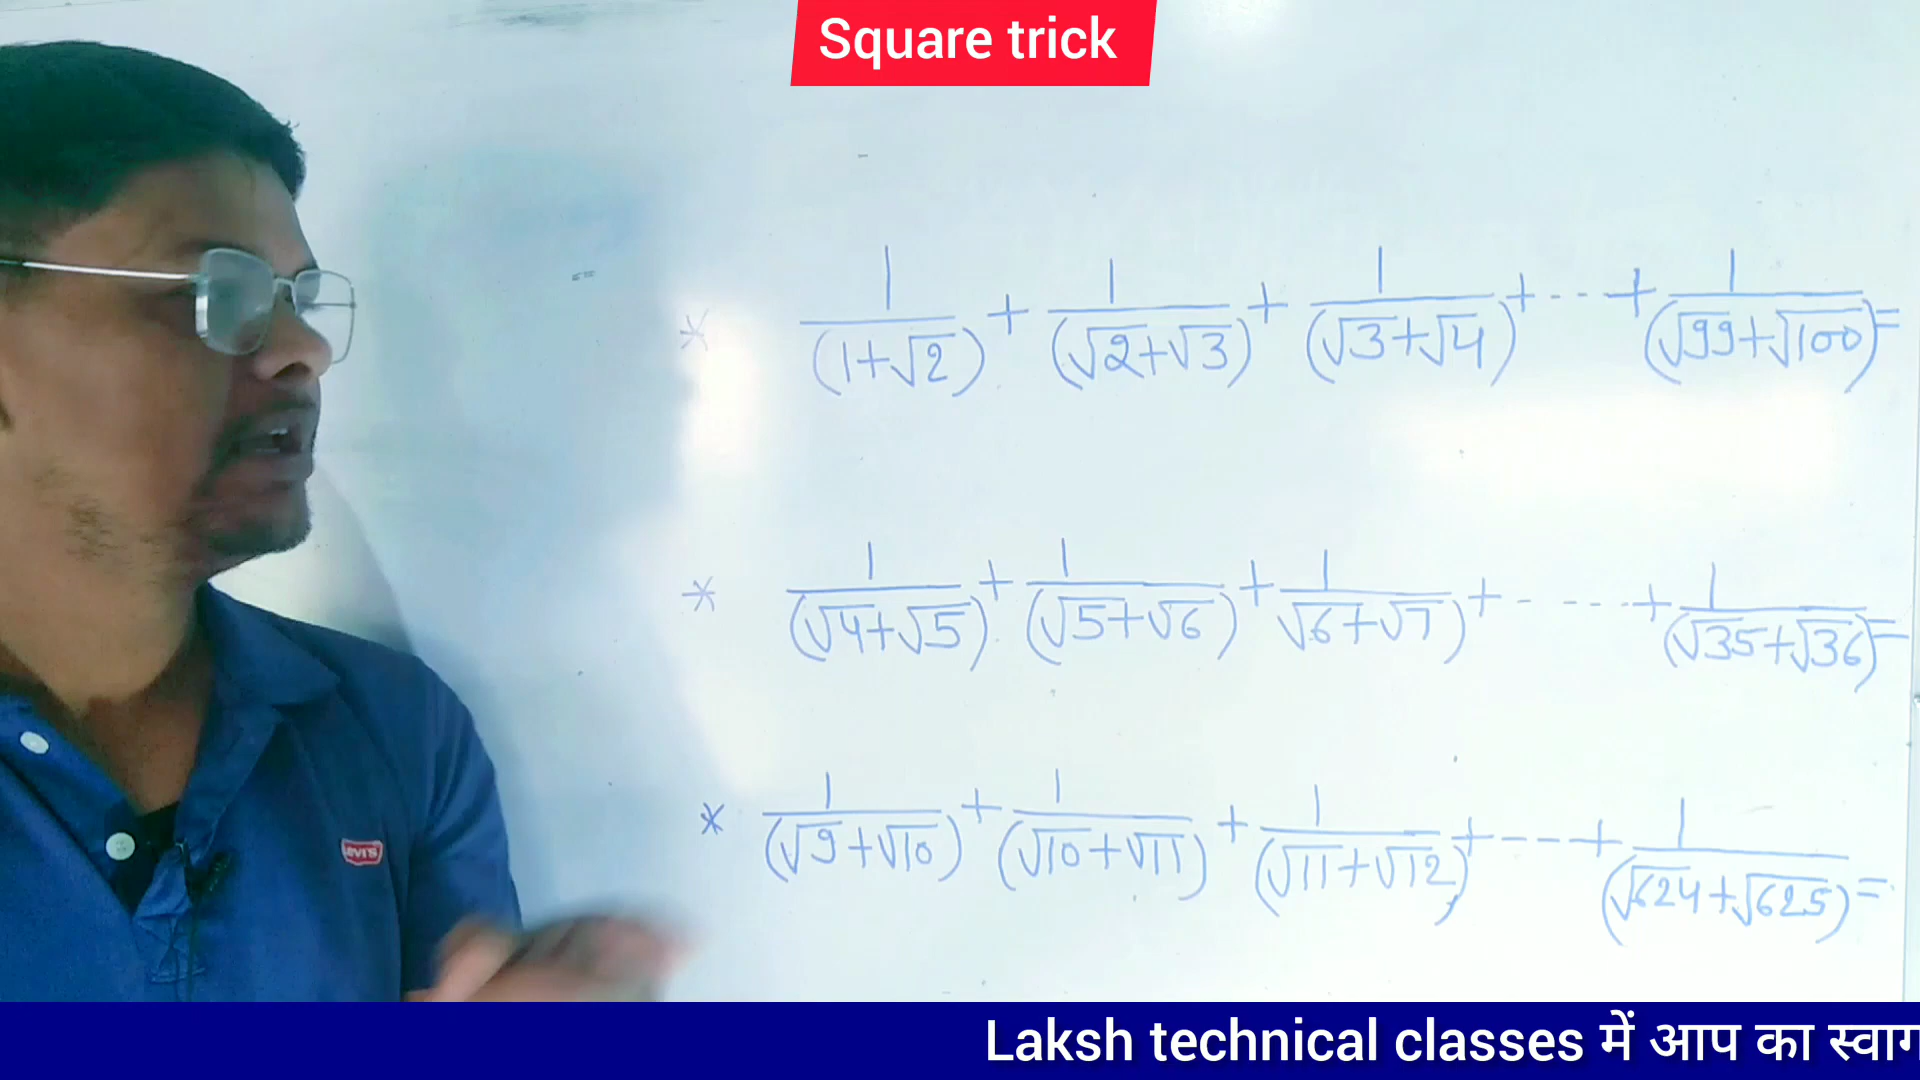 Square trick
* 1/(1+√2) + 1/(√2+√3) + 1/(√3+√4) + --- + 1/(√99+√100) =
* 1/(√4+√5) + 1/(√5+√6) + 1/(√6+√7) + ---- + 1/(√35+√36) =
* 1/(√9+√10) + 1/(√10+√11) + 1/(√11+√12) + --- + 1/(√624+√625) =
Levi's
Laksh technical classes में आप का स्वाग